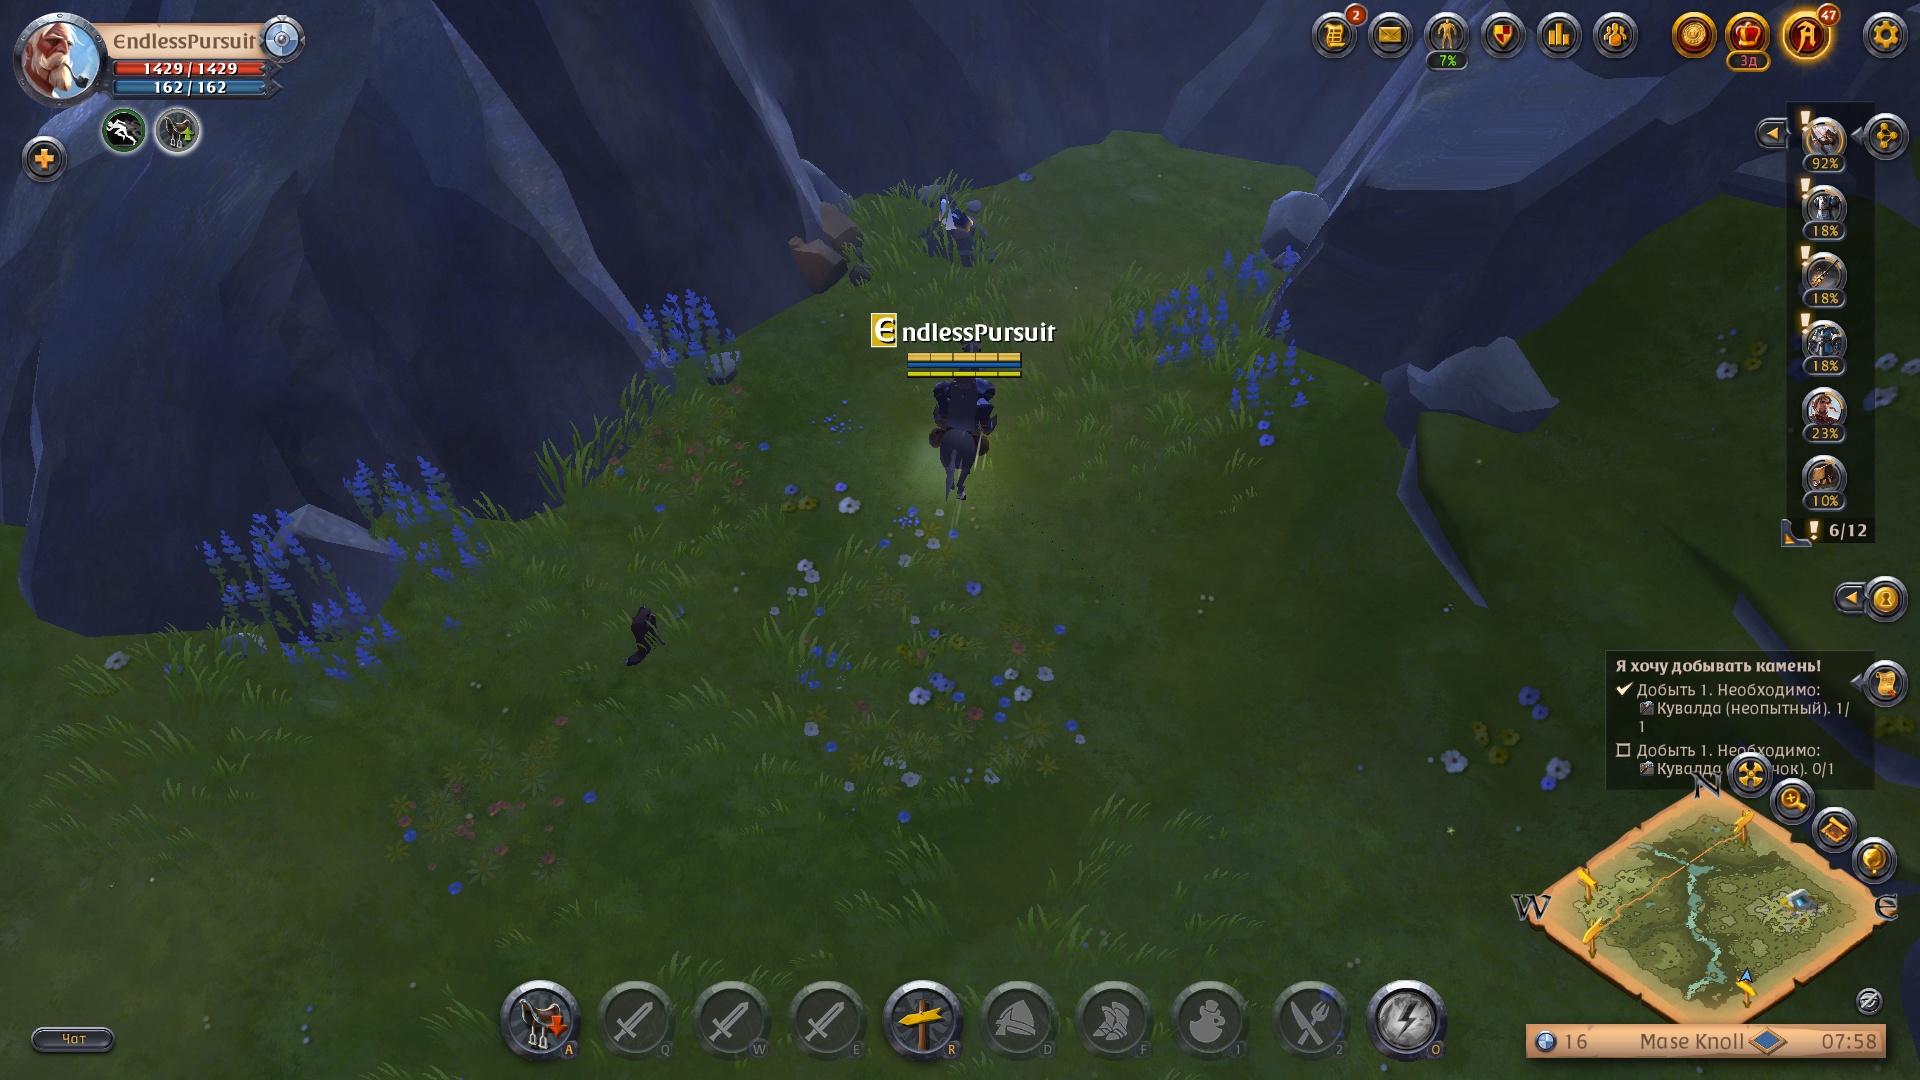 EndlessPursuit
1429 / 1429
162 / 162
2
7%
3д
47
92%
18%
18%
18%
23%
10%
6/12
EndlessPursuit
Я хочу добывать камень!
Добыть 1. Необходимо:
Кувалда (неопытный). 1/
1
Добыть 1. Необходимо:
Кувалда 0/1
N
W
E
A
Q
W
E
R
D
F
1
2
O
Чат
16
Mase Knoll
07:58